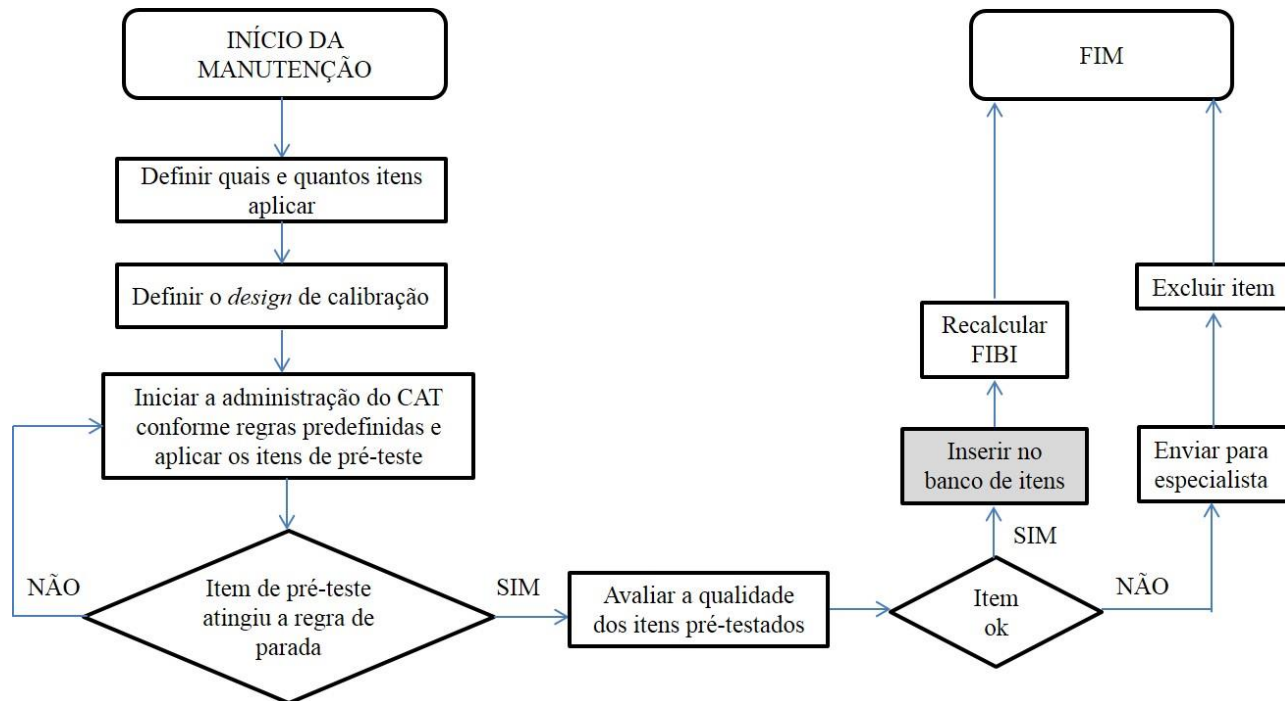 INÍCIO DA
MANUTENÇÃO
Definir quais e quantos itens
aplicar
Definir o design de calibração
Iniciar a administração do CAT
conforme regras predefinidas e
aplicar os itens de pré-teste
NÃO
Item de pré-teste
atingiu a regra de
parada
SIM
Avaliar a qualidade
dos itens pré-testados
Item
ok
SIM
Inserir no
banco de itens
Recalcular
FIBI
NÃO
Enviar para
especialista
Excluir item
FIM